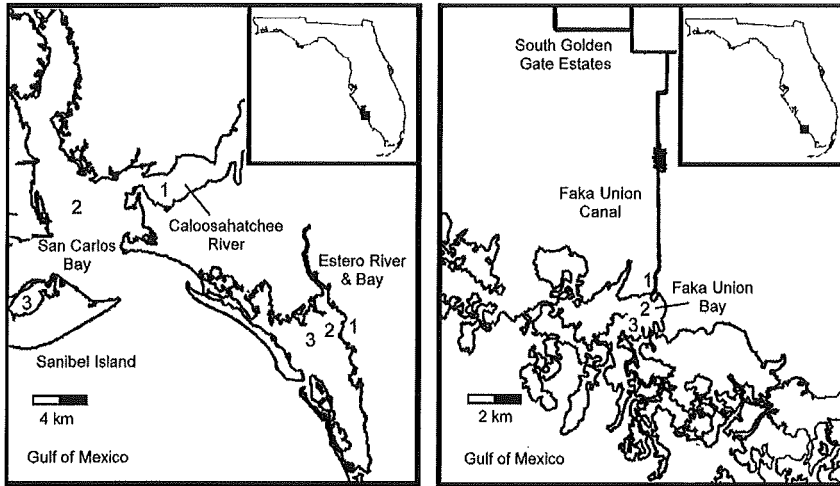 1
2
Caloosahatchee
River
San Carlos
Bay
Estero River
& Bay
3
3
2
1
Sanibel Island
4 km
Gulf of Mexico
South Golden
Gate Estates
Faka Union
Canal
1
2
Faka Union
Bay
3
2 km
Gulf of Mexico